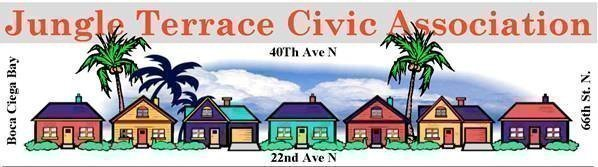 Jungle Terrace Civic Association
40Th Ave N
Boca Ciega Bay
66th St. N.
22nd Ave N